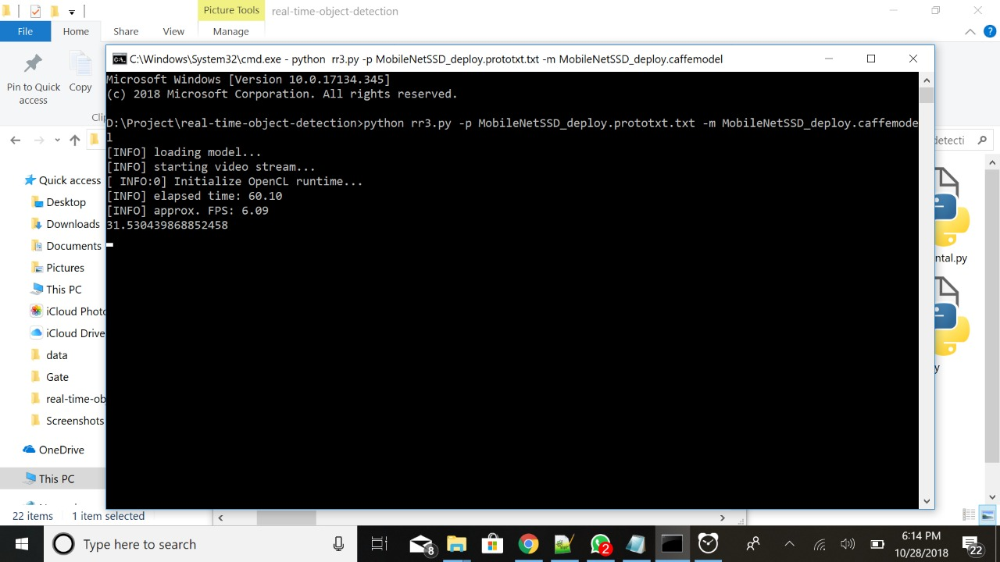 Picture Tools
real-time-object-detection
File
Home
Share
View
Manage
C:\Windows\System32\cmd.exe - python  rr3.py -p MobileNetSSD_deploy.prototxt.txt -m MobileNetSSD_deploy.caffemodel
Pin to Quick
access
Copy
Microsoft Windows [Version 10.0.17134.345]
(c) 2018 Microsoft Corporation. All rights reserved.
D:\Project\real-time-object-detection>python rr3.py -p MobileNetSSD_deploy.prototxt.txt -m MobileNetSSD_deploy.caffemode
l
[INFO] loading model...
[INFO] starting video stream...
[ INFO:0] Initialize OpenCL runtime...
[INFO] elapsed time: 60.10
[INFO] approx. FPS: 6.09
31.530439868852458
Clip
detecti
Quick access
Desktop
Downloads
Documents
Pictures
This PC
iCloud Photo
iCloud Drive
data
Gate
real-time-ob
Screenshots
OneDrive
This PC
ntal.py
y
22 items
1 item selected
Type here to search
8
2
6:14 PM
10/28/2018
22